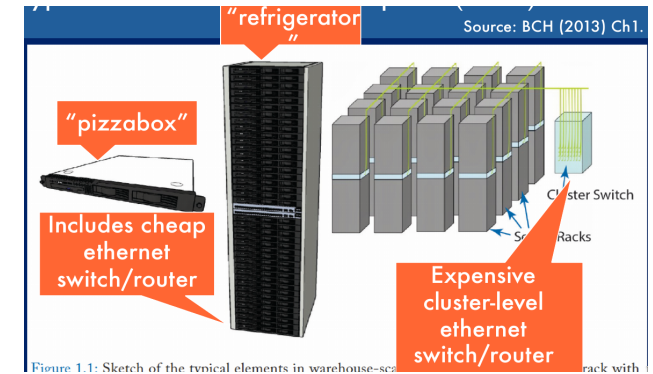 “refrigerator
”
Source: BCH (2013) Ch1.
“pizzabox”
Includes cheap
ethernet
switch/router
Cluster Switch
Racks
Expensive
cluster-level
ethernet
switch/router
Figure 1.1: Sketch of the typical elements in warehouse-sca
rack with